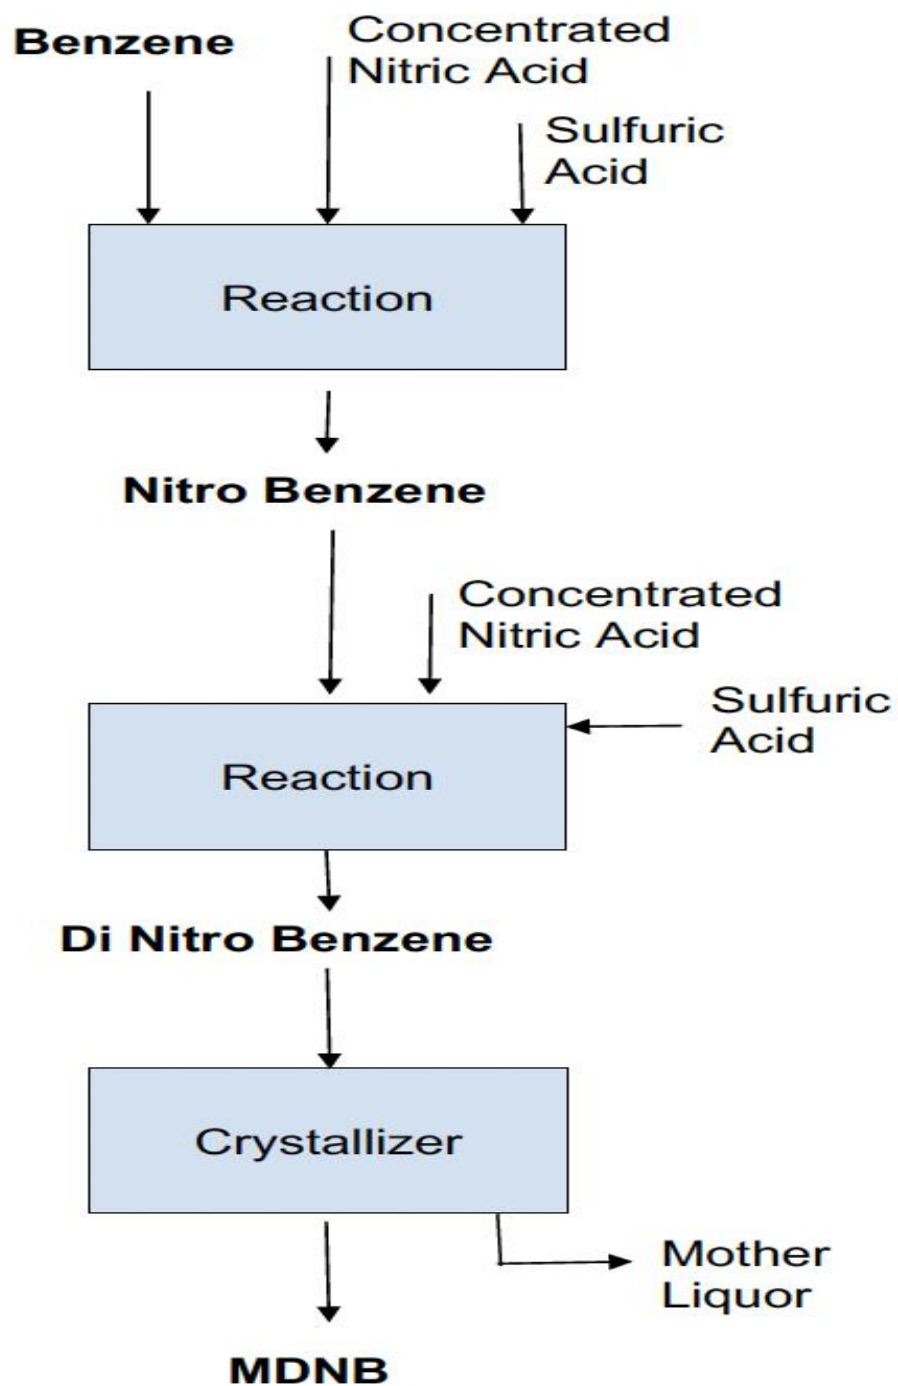 Benzene
Concentrated
Nitric Acid
Sulfuric
Acid
Reaction
Nitro Benzene
Concentrated
Nitric Acid
Sulfuric
Acid
Reaction
Di Nitro Benzene
Crystallizer
Mother
Liquor
MDNB